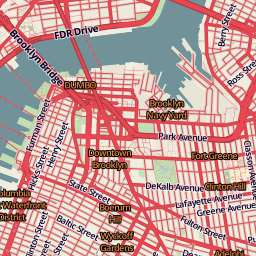 FDR Drive
Berry Street
Brooklyn Bridge
Ross Street
DUMBO
Brooklyn
Navy Yard
Furman Street
Henry Street
Hicks Street
Park Avenue
Downtown
Brooklyn
Fort Greene
Classon Avenue
State Street
DeKalb Avenue
Clinton Hill
Columbia
Waterfront
District
Boerum
Hill
Lafayette Avenue
Greene Avenue
Clinton Street
Baltic Street
Fulton Street
Wyckoff
Gardens